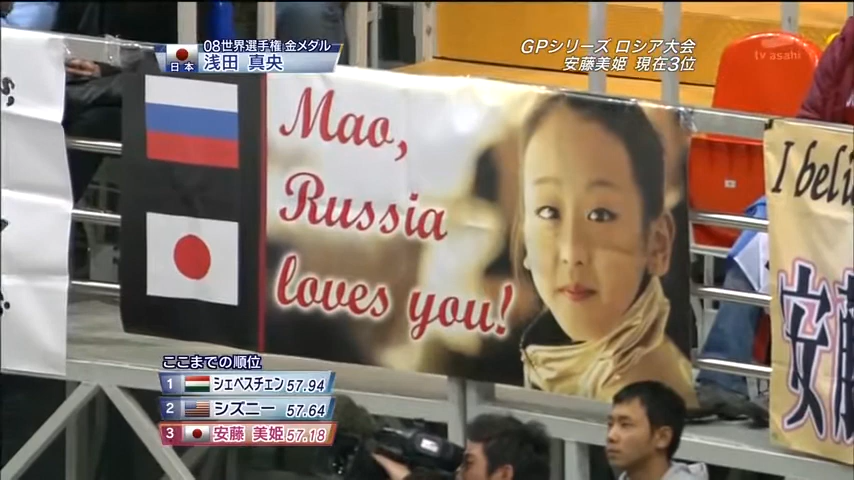 08世界選手権 金メダル
日本 浅田 真央
GPシリーズ ロシア大会
安藤美姫 現在3位
tv asahi
Mao,
Russia
loves you!
I beli
安藤
ここまでの順位
1 シェベスチェン 57.94
2 シズニー 57.64
3 安藤 美姫 57.18